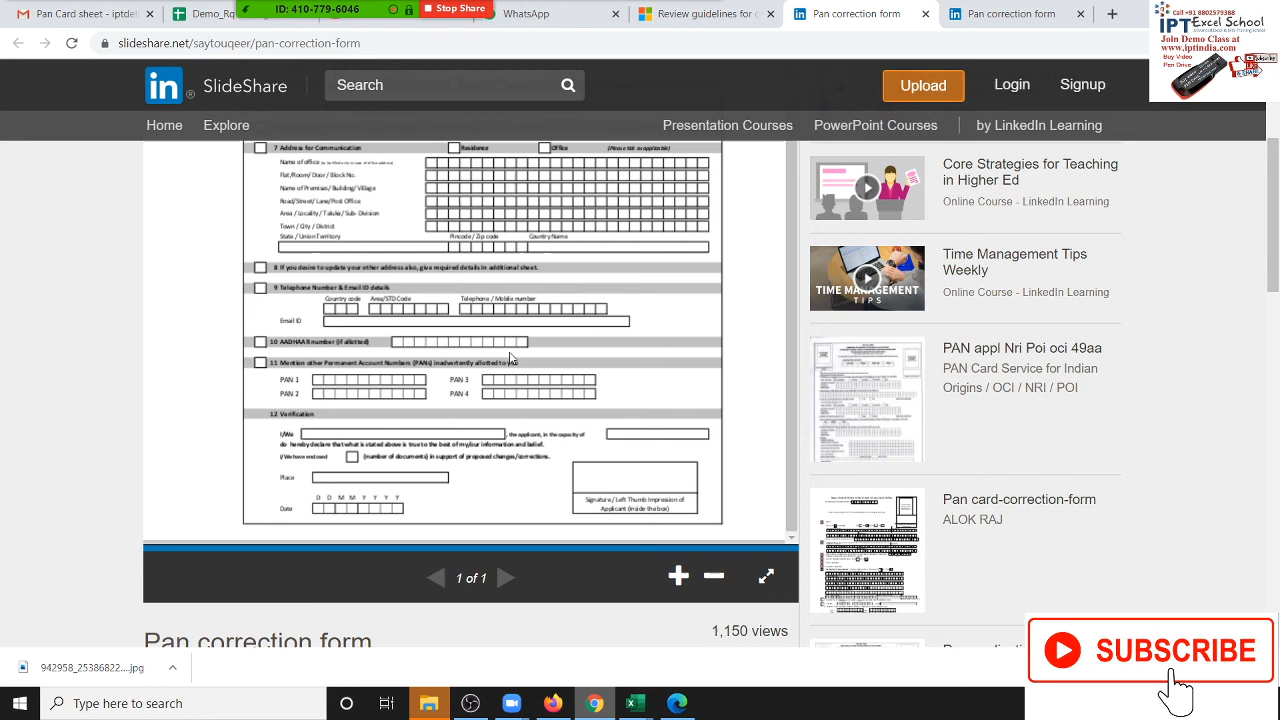 Gmail
410-779-6046
Stop Share
WhatsApp
Review guideline
Pan correction form
Pan correction form
Call +91 8802579388
IPT Excel School
Advanced Excel & MIS Training School
Join Demo Class at
www.iptindia.com
Buy Video
Pen Drive
slideshare.net/saytouqeer/pan-correction-form
in SlideShare
Search
Upload
Login
Signup
Home
Explore
Presentation Courses
PowerPoint Courses
by LinkedIn Learning
7 Address for Communication
Residence
Office
(Please tick as applicable)
Name of office
Flat/Room/ Door / Block No.
Name of Premises/ Building/ Village
Road/Street/ Lane/Post Office
Area / Locality / Taluka/ Sub- Division
Town / City / District
State / Union Territory
Pincode / Zip code
Country Name
8 If you desire to update your other address also, give required details in additional sheet.
9 Telephone Number & Email ID details
Country code
Area/STD Code
Telephone / Mobile number
Email ID
10 AADHAAR number (if allotted)
11 Mention other Permanent Account Numbers (PANs) inadvertently allotted to
PAN 1
PAN 3
PAN 2
PAN 4
12 Verification
I/We
, the applicant, in the capacity of
do hereby declare that what is stated above is true to the best of my/our information and belief.
I/We have enclosed
(number of documents) in support of proposed changes/corrections.
Place
D D M M Y Y Y Y
Date
Signature / Left Thumb Impression of
Applicant (inside the box)
1 of 1
Pan correction form
1,150 views
Core Strategies for Teaching
in Higher Ed
Online Course - LinkedIn Learning
TIME MANAGEMENT
TIPS
Time Management Tips
Weekly
Online Course - LinkedIn Learning
PAN appl Nri Poi oci 49aa
PAN Card Service for Indian
Origins / OCI /NRI / POI
Pan card-correction form
ALOK RAJ
SUBSCRIBE
942958_25386822....jpg
Type here to search